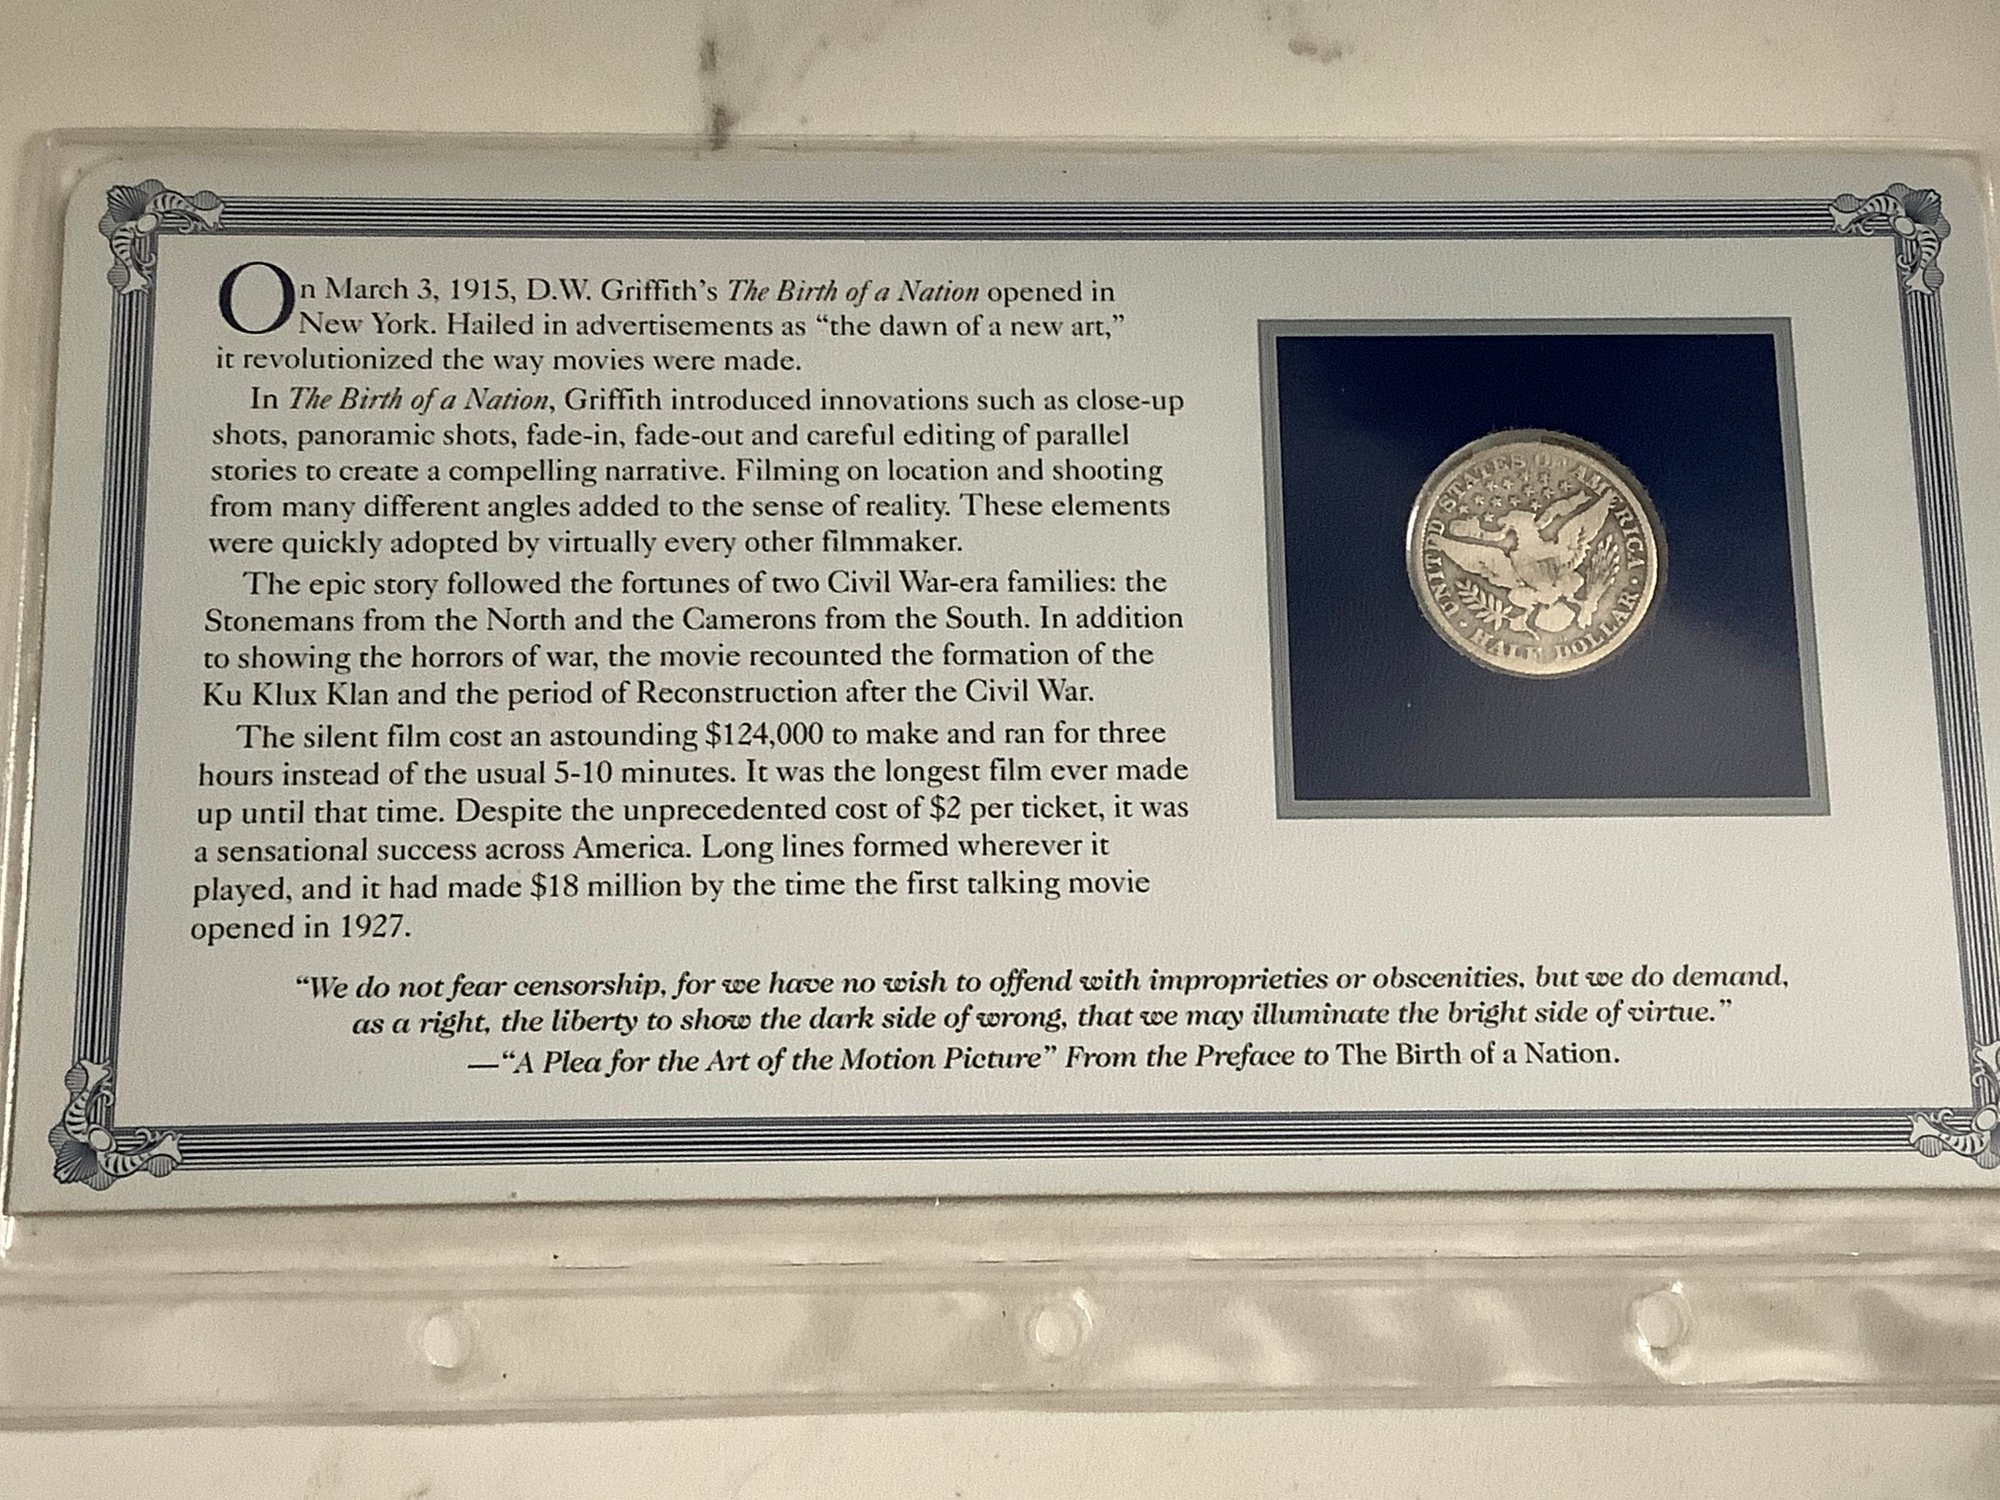 On March 3, 1915, D.W. Griffith's The Birth of a Nation opened in
New York. Hailed in advertisements as “the dawn of a new art,”
it revolutionized the way movies were made.
In The Birth of a Nation, Griffith introduced innovations such as close-up
shots, panoramic shots, fade-in, fade-out and careful editing of parallel
stories to create a compelling narrative. Filming on location and shooting
from many different angles added to the sense of reality. These elements
were quickly adopted by virtually every other filmmaker.
The epic story followed the fortunes of two Civil War-era families: the
Stonemans from the North and the Camerons from the South. In addition
to showing the horrors of war, the movie recounted the formation of the
Ku Klux Klan and the period of Reconstruction after the Civil War.
The silent film cost an astounding $124,000 to make and ran for three
hours instead of the usual 5-10 minutes. It was the longest film ever made
up until that time. Despite the unprecedented cost of $2 per ticket, it was
a sensational success across America. Long lines formed wherever it
played, and it had made $18 million by the time the first talking movie
opened in 1927.
“We do not fear censorship, for we have no wish to offend with improprieties or obscenities, but we do demand,
as a right, the liberty to show the dark side of wrong, that we may illuminate the bright side of virtue.”
—“A Plea for the Art of the Motion Picture” From the Preface to The Birth of a Nation.
UNITED STATES OF AMERICA
HALF DOLLAR